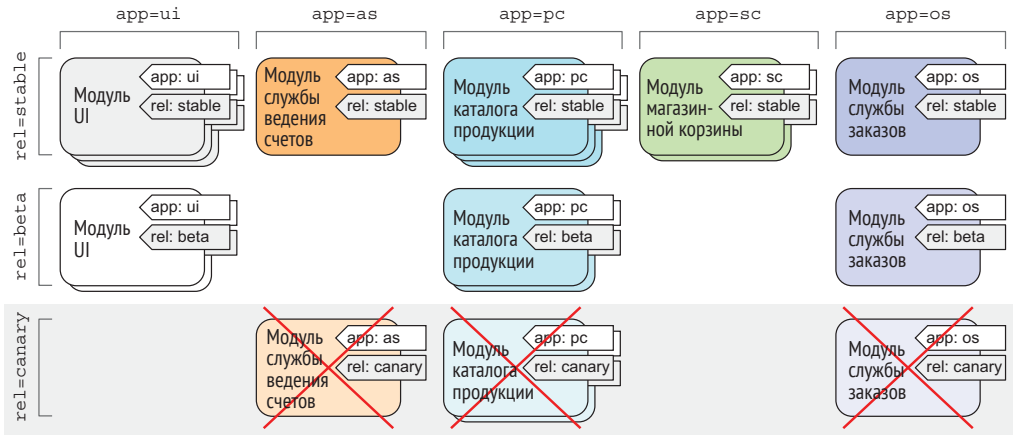 app=ui
app=as
app=pc
app=sc
app=os
rel=stable
Модуль
UI
app: ui
rel: stable
Модуль
службы
ведения
счетов
app: as
rel: stable
Модуль
каталога
продукции
app: pc
rel: stable
Модуль
магазин-
ной корзины
app: sc
rel: stable
Модуль
службы
заказов
app: os
rel: stable
rel=beta
Модуль
UI
app: ui
rel: beta
Модуль
каталога
продукции
app: pc
rel: beta
Модуль
службы
заказов
app: os
rel: beta
rel=canary
Модуль
службы
ведения
счетов
app: as
rel: canary
Модуль
каталога
продукции
app: pc
rel: canary
Модуль
службы
заказов
app: os
rel: canary